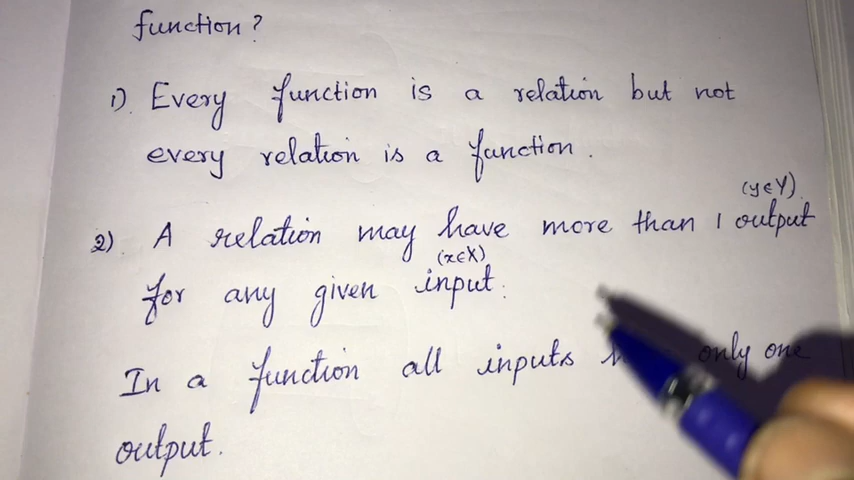 function?
1) Every function is a relation but not
every relation is a function.
(y∈Y)
2) A relation may have more than 1 output
(x∈X)
for any given input.
In a function all inputs only one
output.